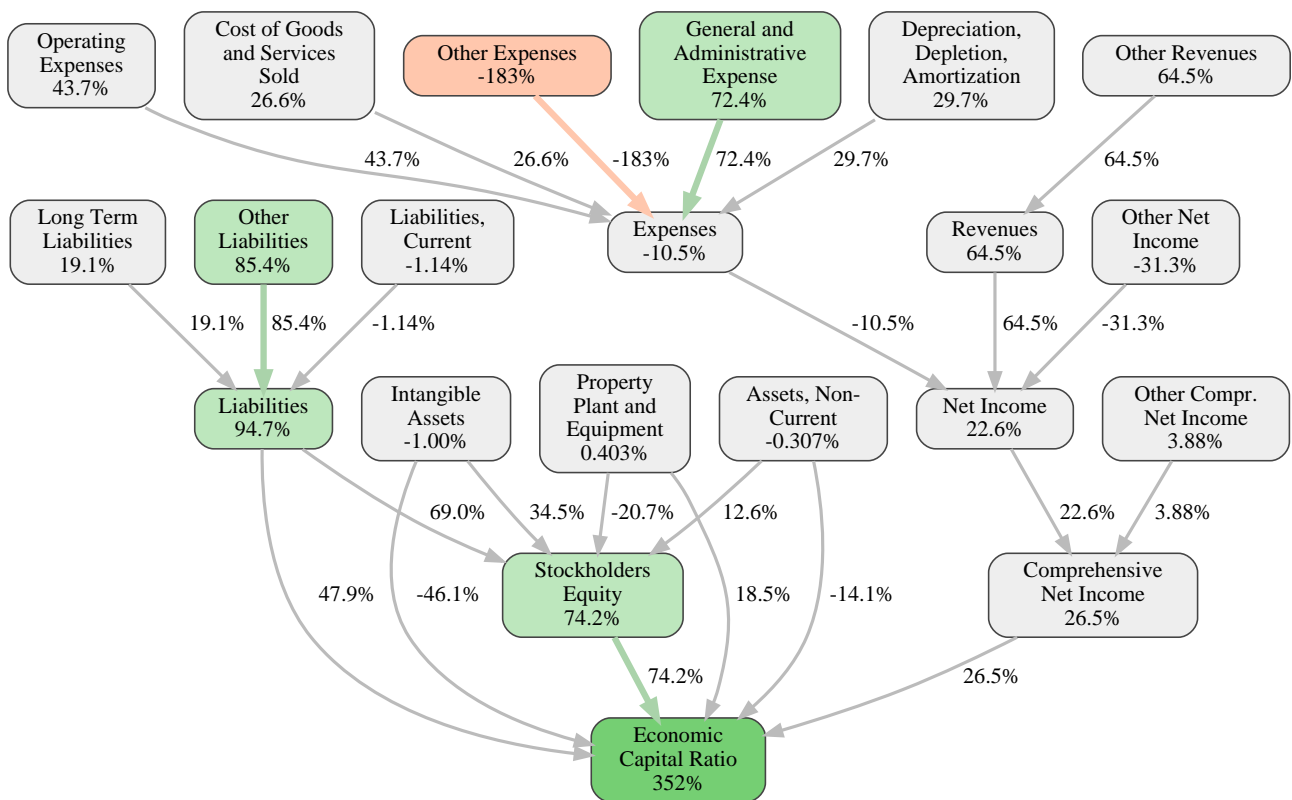 Operating
Expenses
43.7%
Cost of Goods
and Services
Sold
26.6%
Other Expenses
-183%
General and
Administrative
Expense
72.4%
Depreciation,
Depletion,
Amortization
29.7%
Other Revenues
64.5%
43.7%
26.6%
-183%
72.4%
29.7%
64.5%
Long Term
Liabilities
19.1%
Other
Liabilities
85.4%
Liabilities,
Current
-1.14%
Expenses
-10.5%
Revenues
64.5%
Other Net
Income
-31.3%
19.1%
85.4%
-1.14%
-10.5%
64.5%
-31.3%
Liabilities
94.7%
Intangible
Assets
-1.00%
Property
Plant and
Equipment
0.403%
Assets, Non-
Current
-0.307%
Net Income
22.6%
Other Compr.
Net Income
3.88%
69.0%
34.5%
-20.7%
12.6%
22.6%
3.88%
Stockholders
Equity
74.2%
Comprehensive
Net Income
26.5%
47.9%
-46.1%
18.5%
-14.1%
74.2%
26.5%
Economic
Capital Ratio
352%